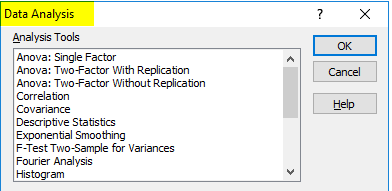 Data Analysis
?
Analysis Tools
Anova: Single Factor
Anova: Two-Factor With Replication
Anova: Two-Factor Without Replication
Correlation
Covariance
Descriptive Statistics
Exponential Smoothing
F-Test Two-Sample for Variances
Fourier Analysis
Histogram
OK
Cancel
Help